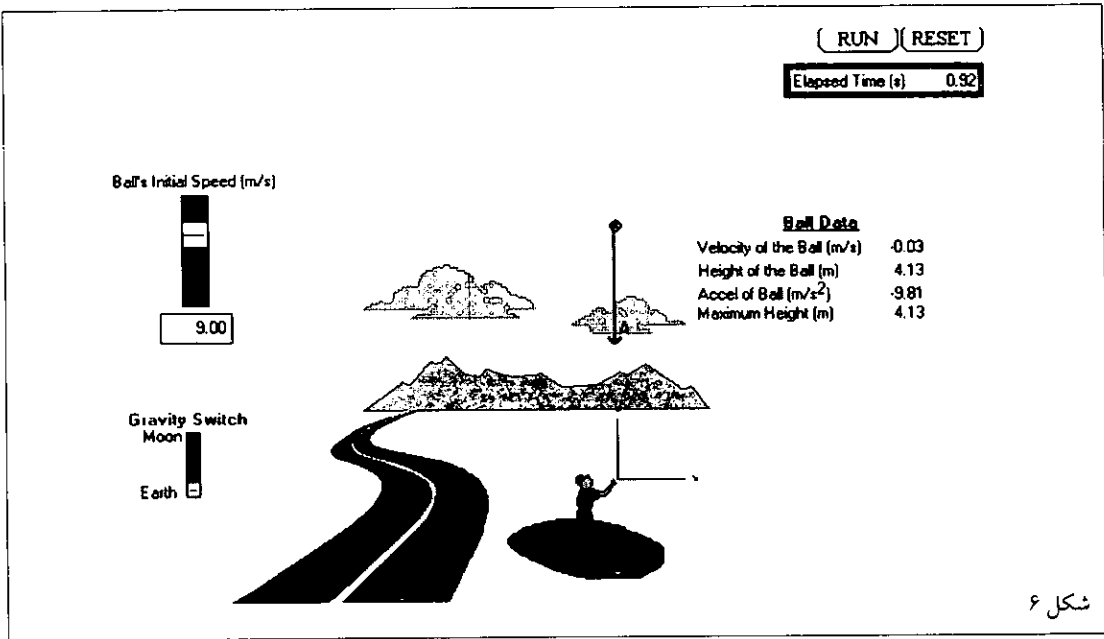 RUN RESET
Elapsed Time (s) 0.92
Ball's Initial Speed (m/s)
9.00
Ball Data
Velocity of the Ball (m/s) -0.03
Height of the Ball (m) 4.13
Accel of Ball (m/s²) -9.81
Maximum Height (m) 4.13
A
Gravity Switch
Moon
Earth
شکل ۶